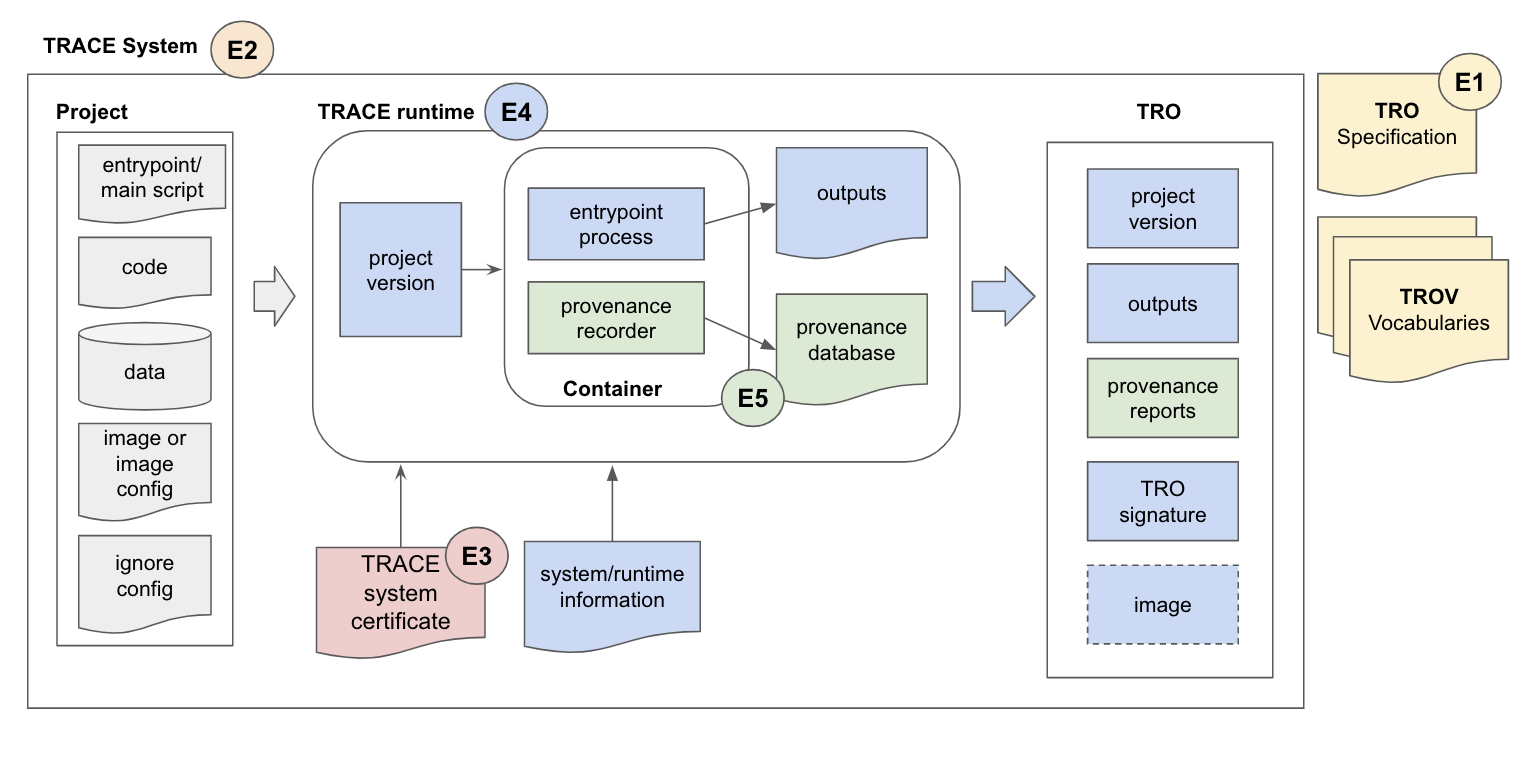 TRACE System
E2
Project
entrypoint/
main script
code
data
image or
image
config
ignore
config
TRACE runtime
E4
project
version
entrypoint
process
provenance
recorder
Container
outputs
provenance
database
E5
TRACE
system
certificate
E3
system/runtime
information
TRO
project
version
outputs
provenance
reports
TRO
signature
image
E1
TRO
Specification
TROV
Vocabularies